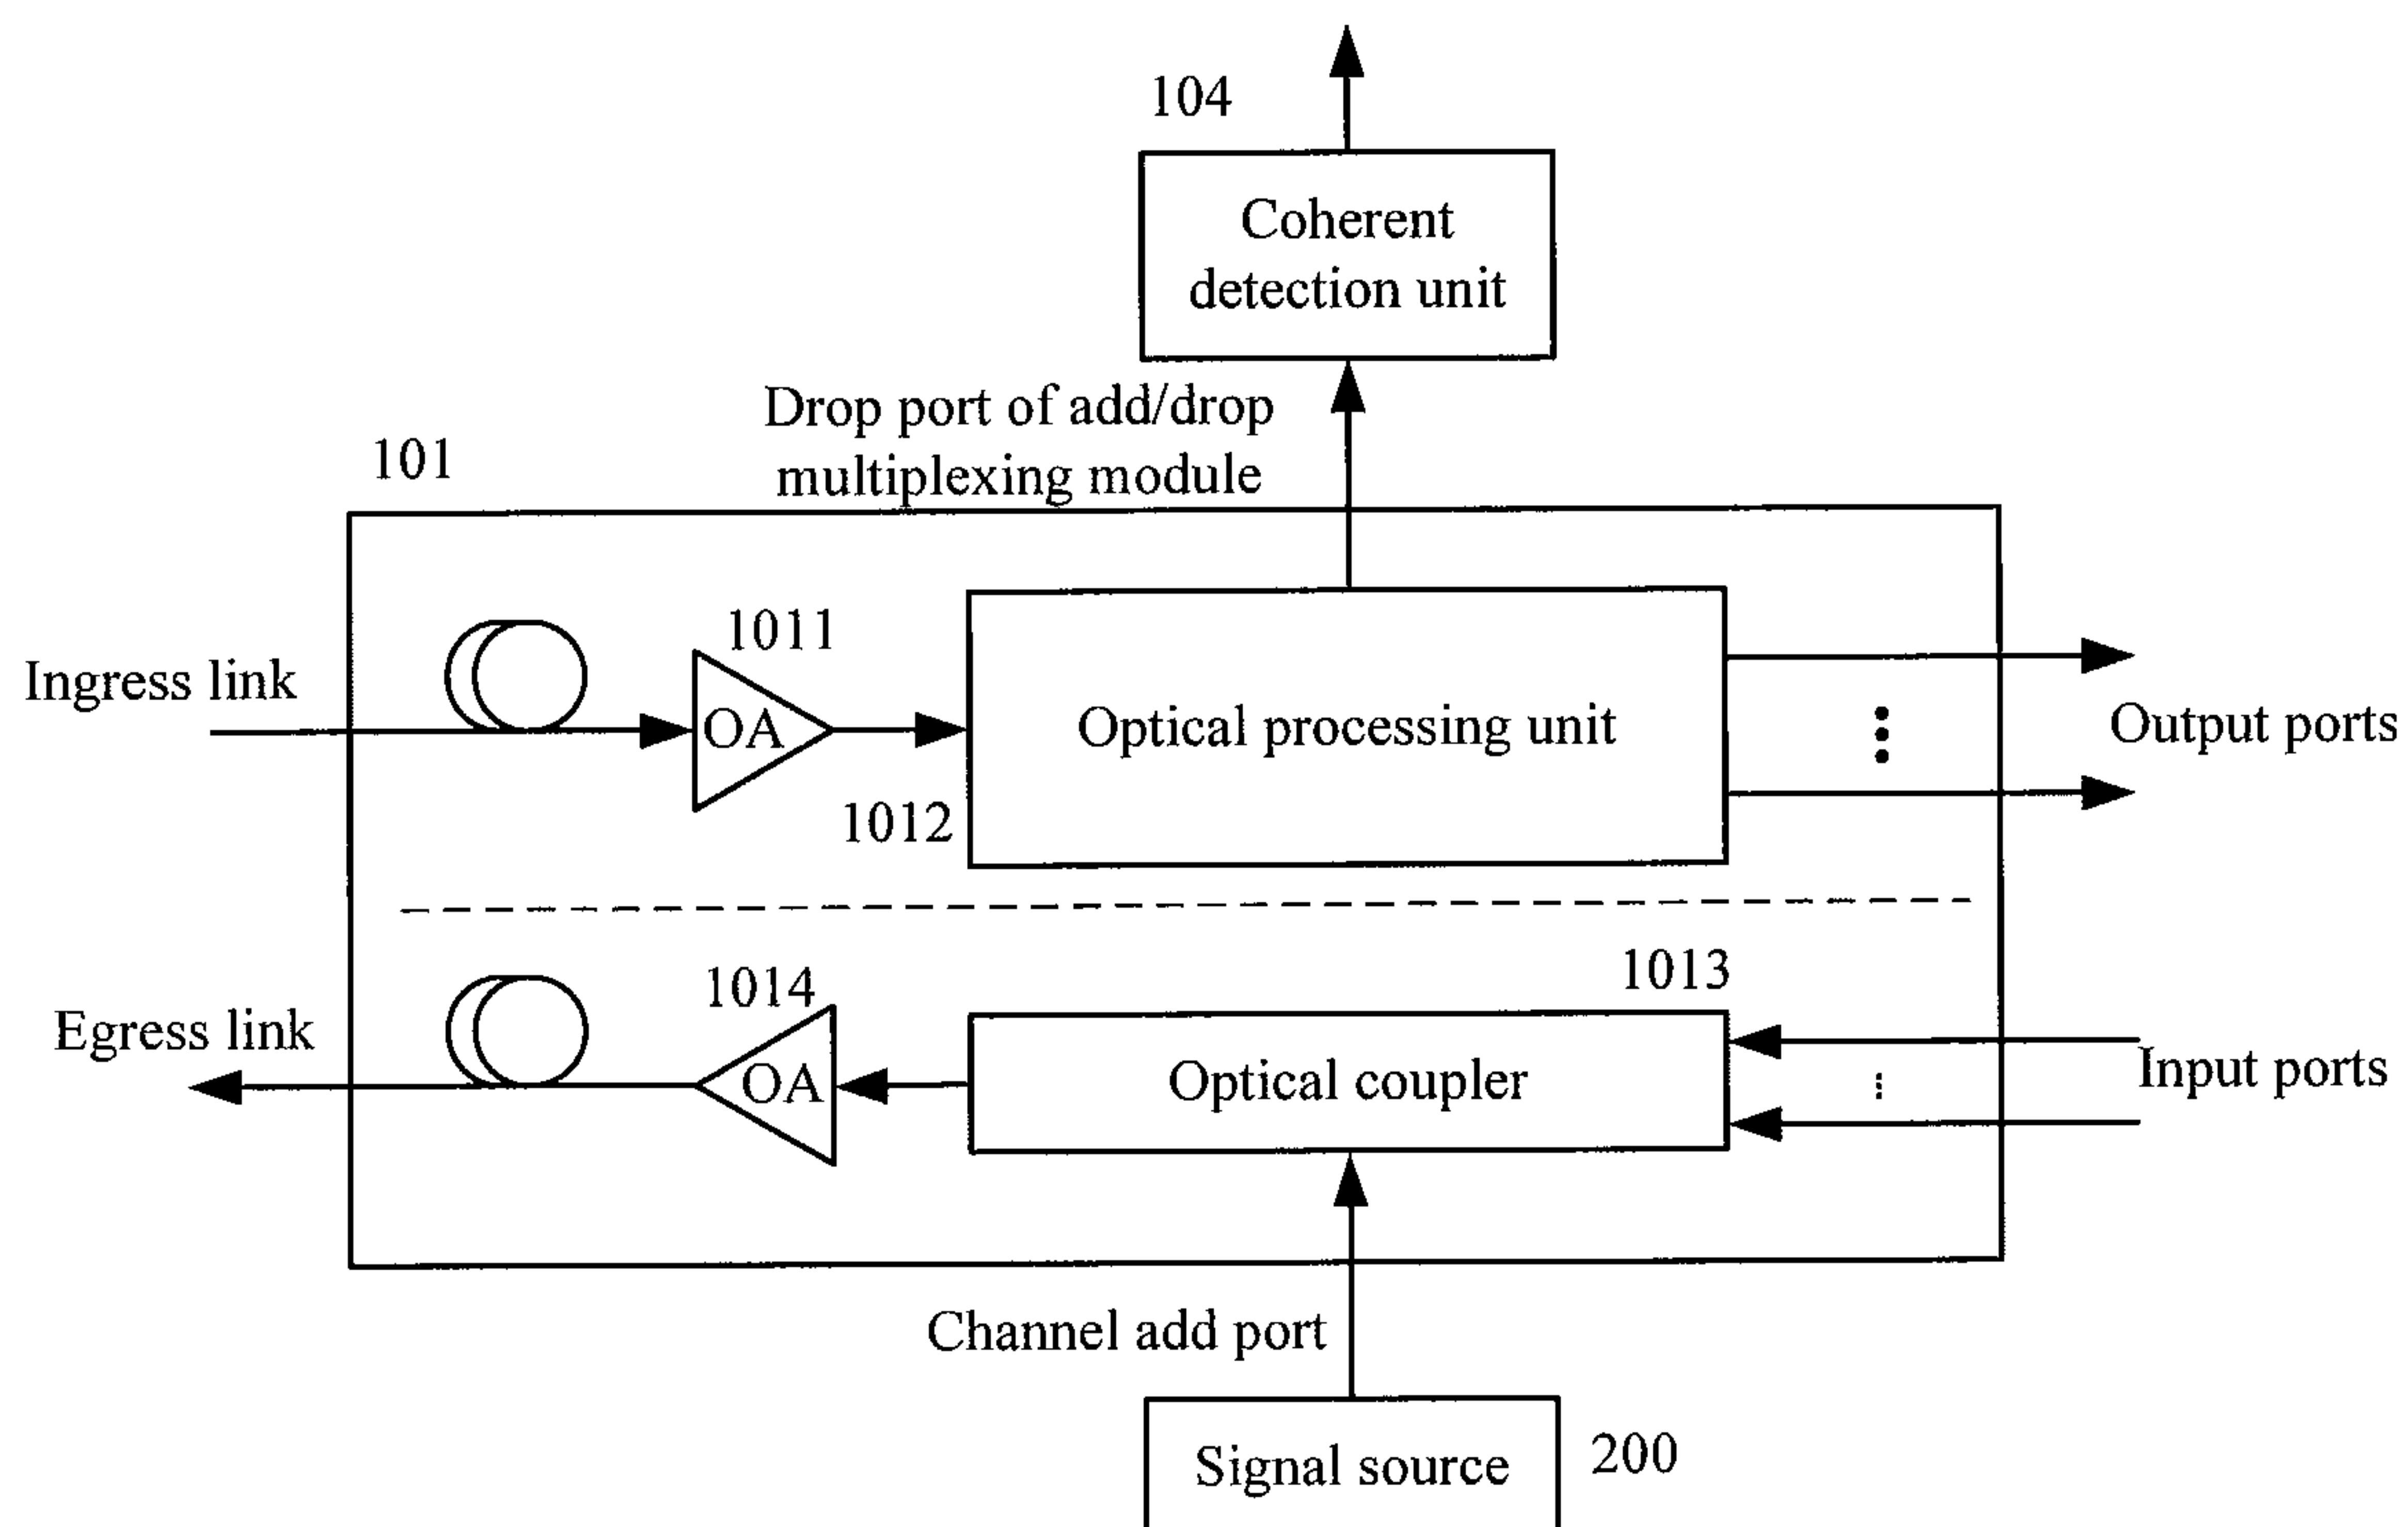 104
Coherent
detection unit
Drop port of add/drop
multiplexing module
101
1011
Ingress link
OA
Optical processing unit
Output ports
1012
1013
1014
Egress link
OA
Optical coupler
Input ports
Channel add port
Signal source
200